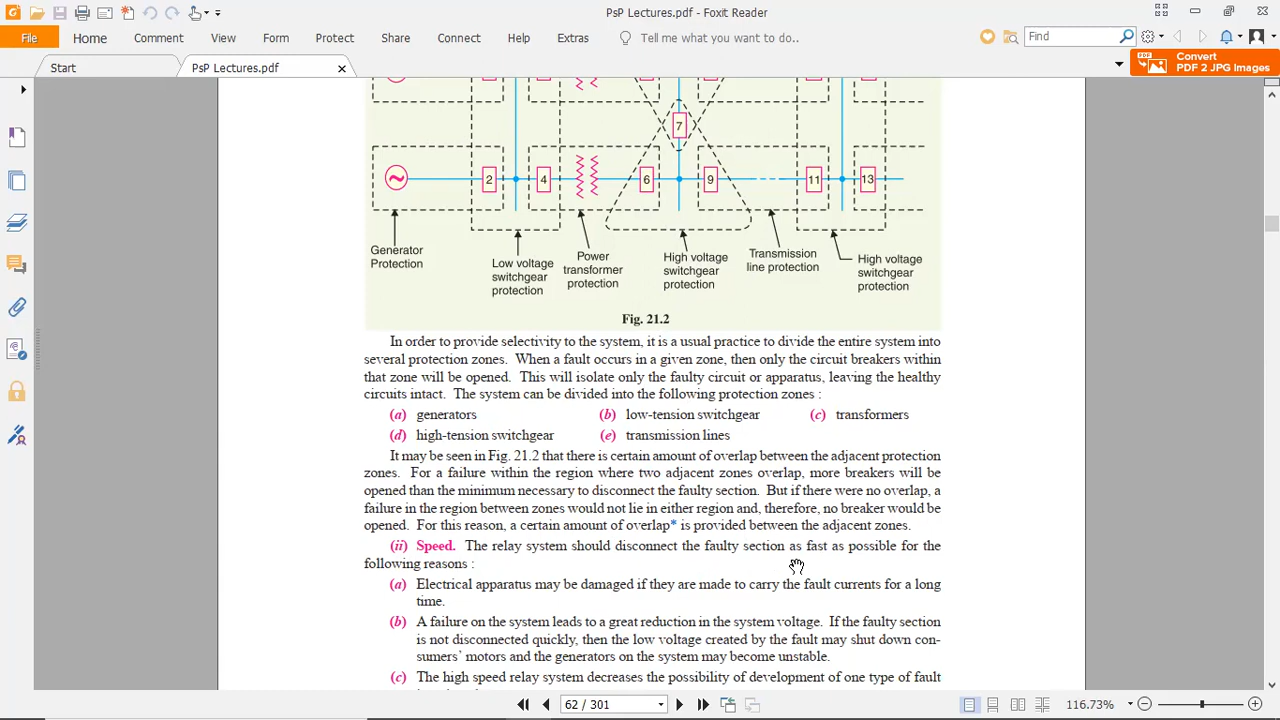 PsP Lectures.pdf - Foxit Reader
File Home Comment View Form Protect Share Connect Help Extras Tell me what you want to do.. Find
Start PsP Lectures.pdf
Convert
PDF 2 JPG Images
7
2 4 6 9 11 13
Generator
Protection
Low voltage
switchgear
protection
Power
transformer
protection
High voltage
switchgear
protection
Transmission
line protection
High voltage
switchgear
protection
Fig. 21.2
In order to provide selectivity to the system, it is a usual practice to divide the entire system into
several protection zones. When a fault occurs in a given zone, then only the circuit breakers within
that zone will be opened. This will isolate only the faulty circuit or apparatus, leaving the healthy
circuits intact. The system can be divided into the following protection zones :
(a) generators (b) low-tension switchgear (c) transformers
(d) high-tension switchgear (e) transmission lines
It may be seen in Fig. 21.2 that there is certain amount of overlap between the adjacent protection
zones. For a failure within the region where two adjacent zones overlap, more breakers will be
opened than the minimum necessary to disconnect the faulty section. But if there were no overlap, a
failure in the region between zones would not lie in either region and, therefore, no breaker would be
opened. For this reason, a certain amount of overlap* is provided between the adjacent zones.
(ii) Speed. The relay system should disconnect the faulty section as fast as possible for the
following reasons :
(a) Electrical apparatus may be damaged if they are made to carry the fault currents for a long
time.
(b) A failure on the system leads to a great reduction in the system voltage. If the faulty section
is not disconnected quickly, then the low voltage created by the fault may shut down con-
sumers' motors and the generators on the system may become unstable.
(c) The high speed relay system decreases the possibility of development of one type of fault
62 / 301
116.73%